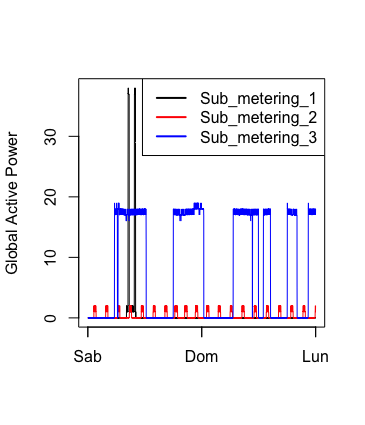 Sub_metering_1
Sub_metering_2
Sub_metering_3
Global Active Power
30
20
10
0
Sab Dom Lun